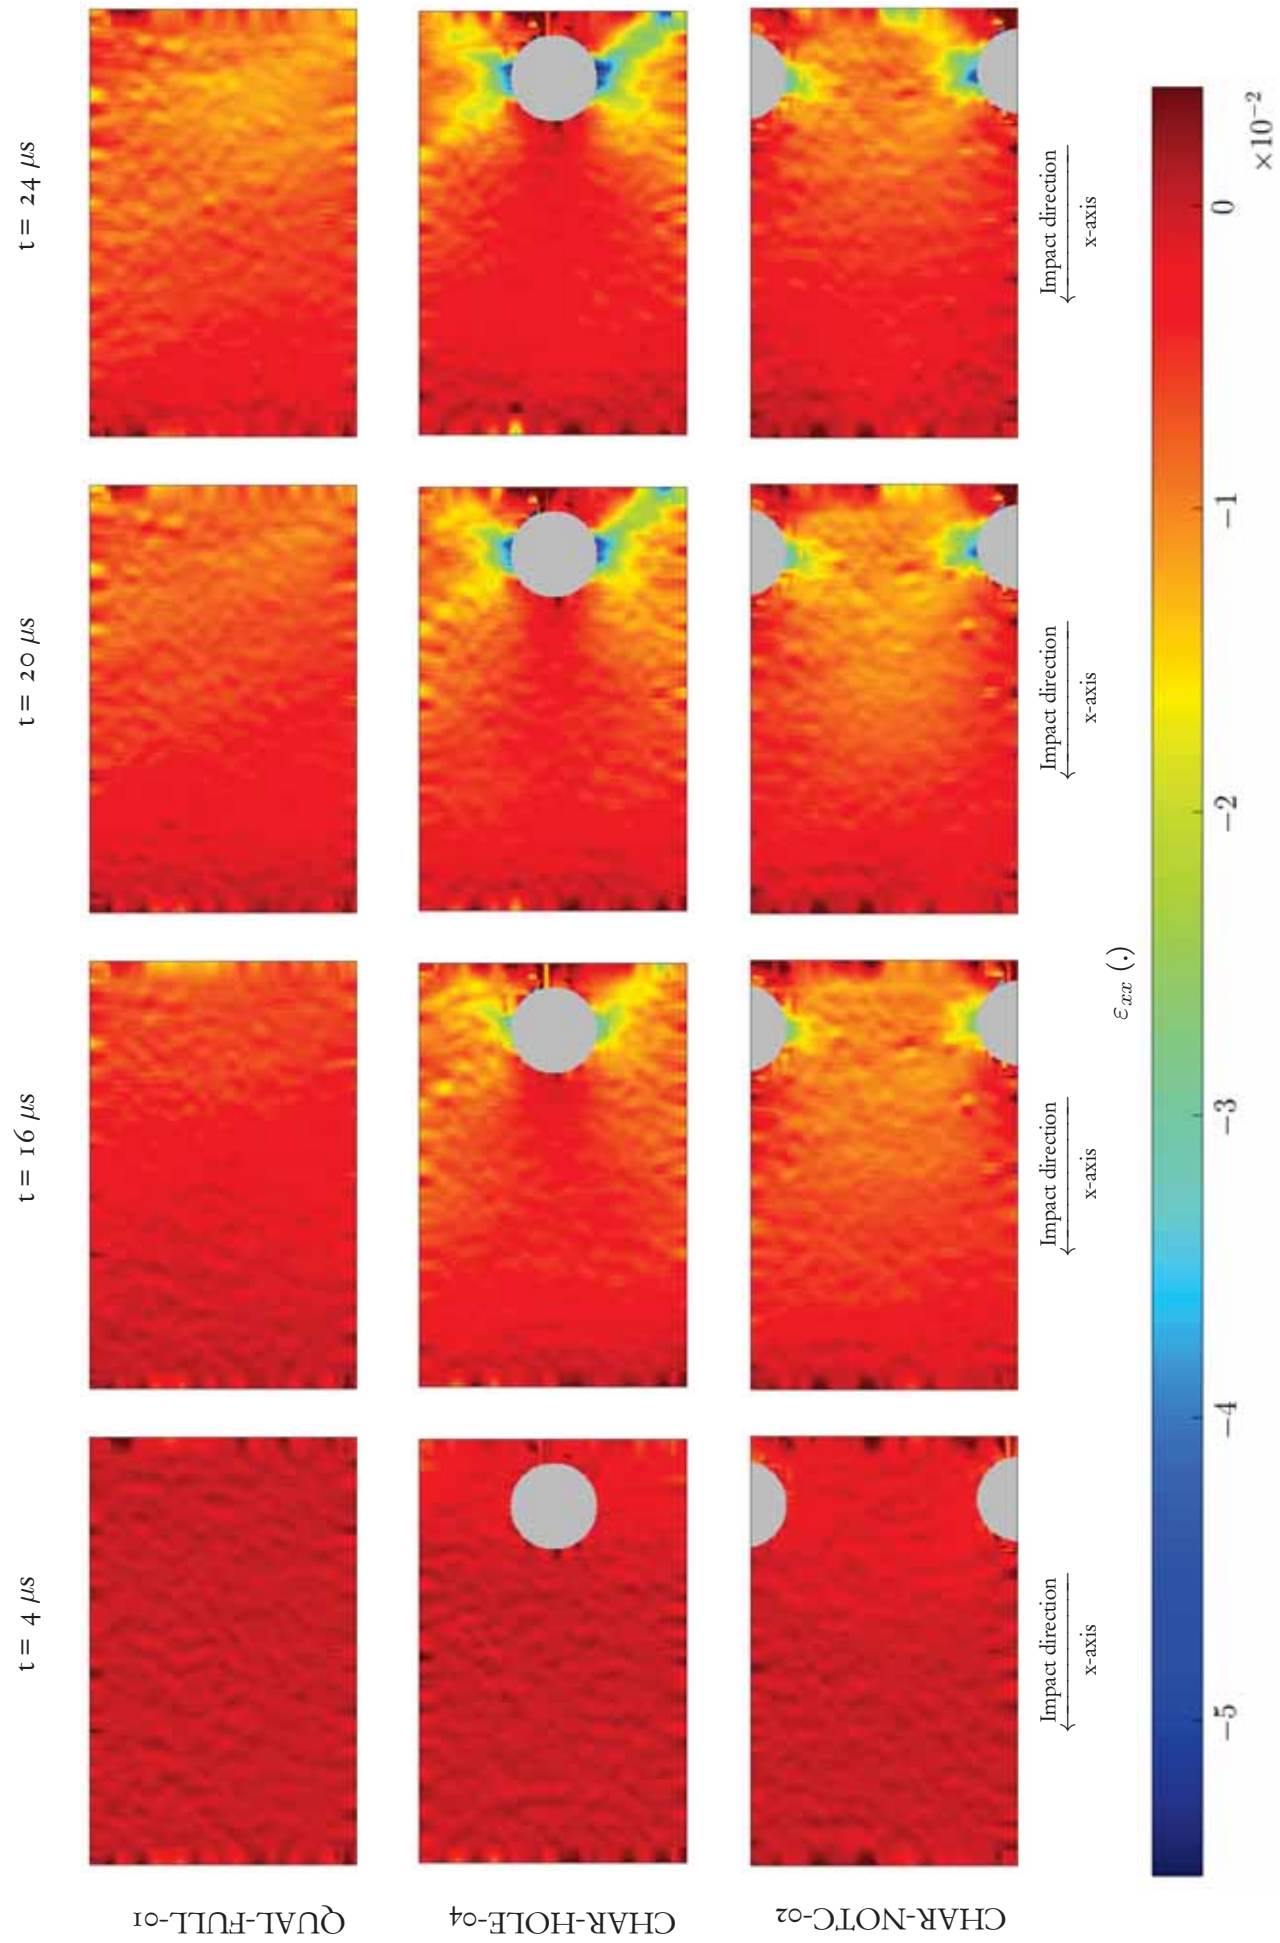 t = 4 μs
t = 16 μs
t = 20 μs
t = 24 μs
QUAL-FULL-01
CHAR-HOLE-04
CHAR-NOTC-02
Impact direction
x-axis
Impact direction
x-axis
Impact direction
x-axis
Impact direction
x-axis
εxx (.)
−5 −4 −3 −2 −1 0
×10⁻²